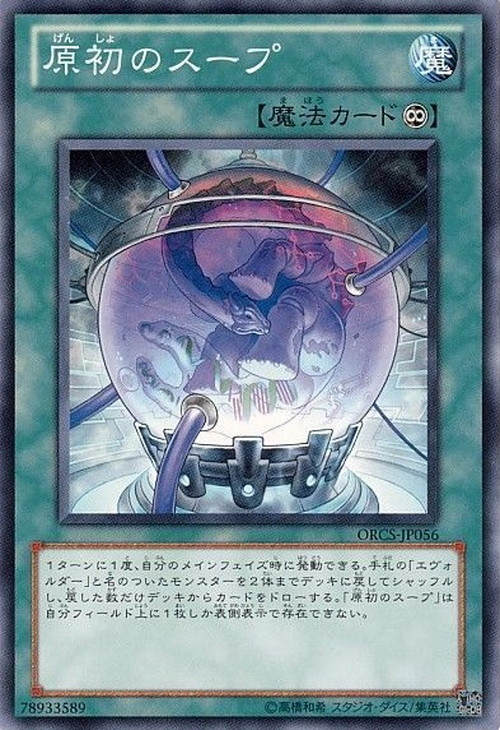 原初のスープ
げんしょ
魔
【魔法カード∞】
まほう
ORCS-JP056
1ターンに1度、自分のメインフェイズ時に発動できる。手札の「エヴォ
ルダー」と名のついたモンスターを2体までデッキに戻してシャッフル
し、戻した数だけデッキからカードをドローする。「原初のスープ」は
自分フィールド上に1枚しか表側表示で存在できない。
78933589
©高橋和希 スタジオ・ダイス/集英社